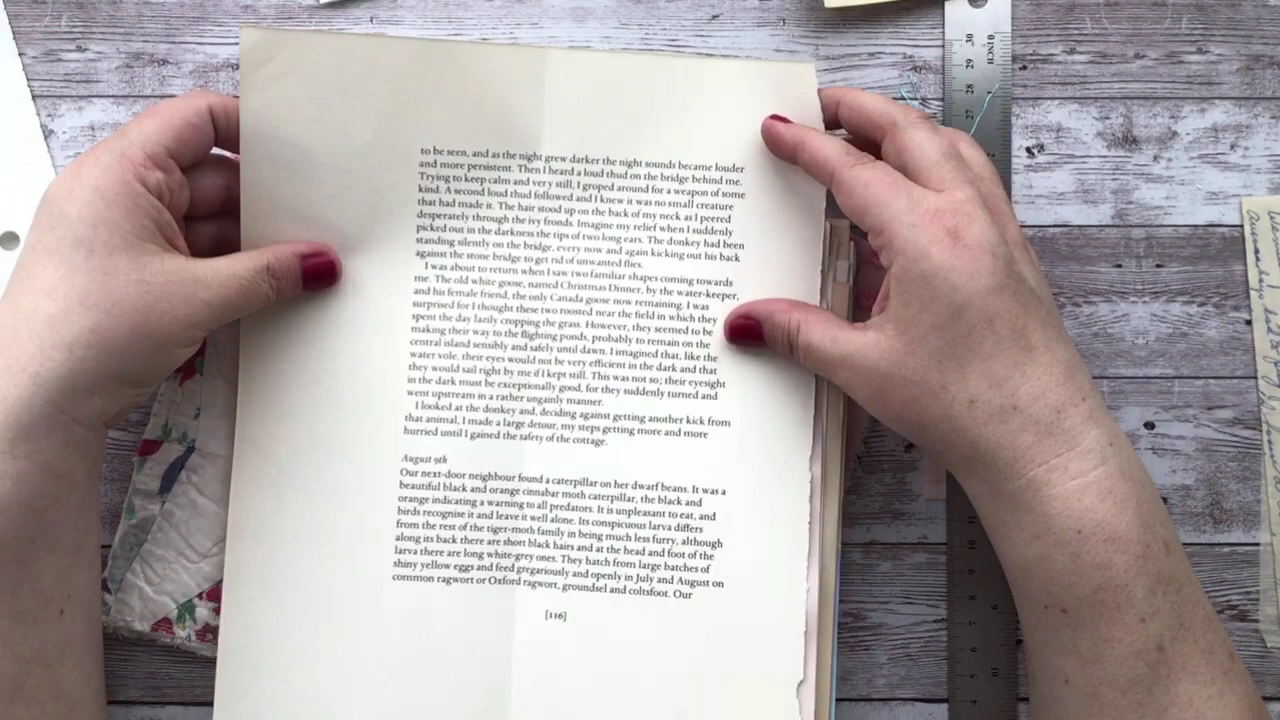 to be seen, and as the night grew darker the night sounds became louder
and more persistent. Then I heard a loud thud on the bridge behind me.
Trying to keep calm and very still, I groped around for a weapon of some
kind. A second loud thud followed and I knew it was no small creature
that had made it. The hair stood up on the back of my neck as I peered
desperately through the ivy fronds. Imagine my relief when I suddenly
picked out in the darkness the tips of two long ears. The donkey had been
standing silently on the bridge, every now and again kicking out his back
against the stone bridge to get rid of unwanted flies.
I was about to return when I saw two familiar shapes coming towards
me. The old white goose, named Christmas Dinner, by the water-keeper,
and his female friend, the only Canada goose now remaining. I was
surprised for I thought these two roosted near the field in which they
spent the day lazily cropping the grass. However, they seemed to be
making their way to the flighting ponds, probably to remain on the
central island sensibly and safely until dawn. I imagined that, like the
water vole, their eyes would not be very efficient in the dark and that
they would sail right by me if I kept still. This was not so; their eyesight
in the dark must be exceptionally good, for they suddenly turned and
went upstream in a rather ungainly manner.
I looked at the donkey and, deciding against getting another kick from
that animal, I made a large detour, my steps getting more and more
hurried until I gained the safety of the cottage.
August 9th
Our next-door neighbour found a caterpillar on her dwarf beans. It was a
beautiful black and orange cinnabar moth caterpillar, the black and
orange indicating a warning to all predators. It is unpleasant to eat, and
birds recognise it and leave it well alone. Its conspicuous larva differs
from the rest of the tiger-moth family in being much less furry, although
along its back there are short black hairs and at the head and foot of the
larva there are long white-grey ones. They hatch from large batches of
shiny yellow eggs and feed gregariously and openly in July and August on
common ragwort or Oxford ragwort, groundsel and coltsfoot. Our
[116]
30
29
28
27
INCH
10
11
10
9
6
5
4
10